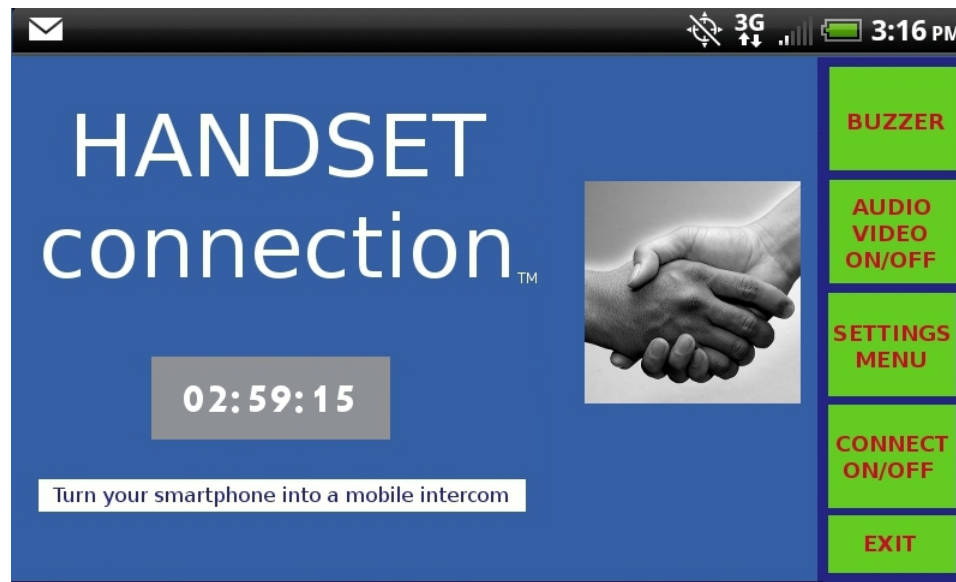 3G
3:16 PM
HANDSET
connection
TM
02:59:15
Turn your smartphone into a mobile intercom
BUZZER
AUDIO
VIDEO
ON/OFF
SETTINGS
MENU
CONNECT
ON/OFF
EXIT